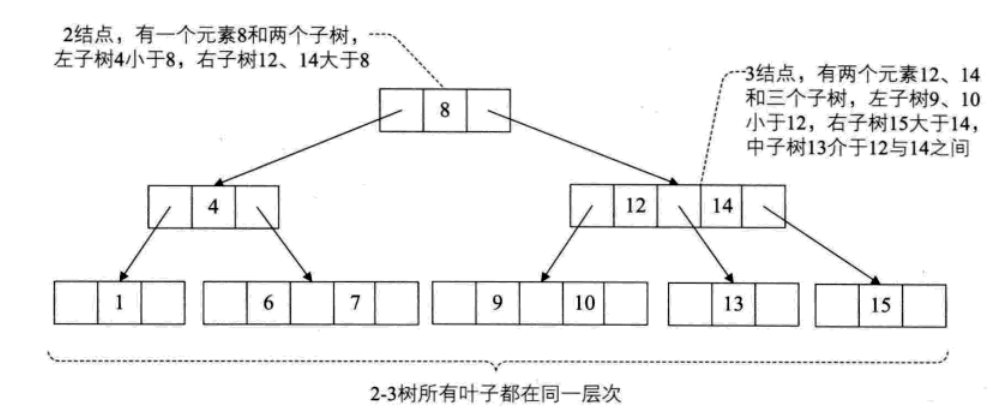 2结点，有一个元素8和两个子树，
左子树4小于8，右子树12、14大于8
3结点，有两个元素12、14
和三个子树，左子树9、10
小于12，右子树15大于14，
中子树13介于12与14之间
8
4
12 14
1
6 7
9 10
13
15
2-3树所有叶子都在同一层次